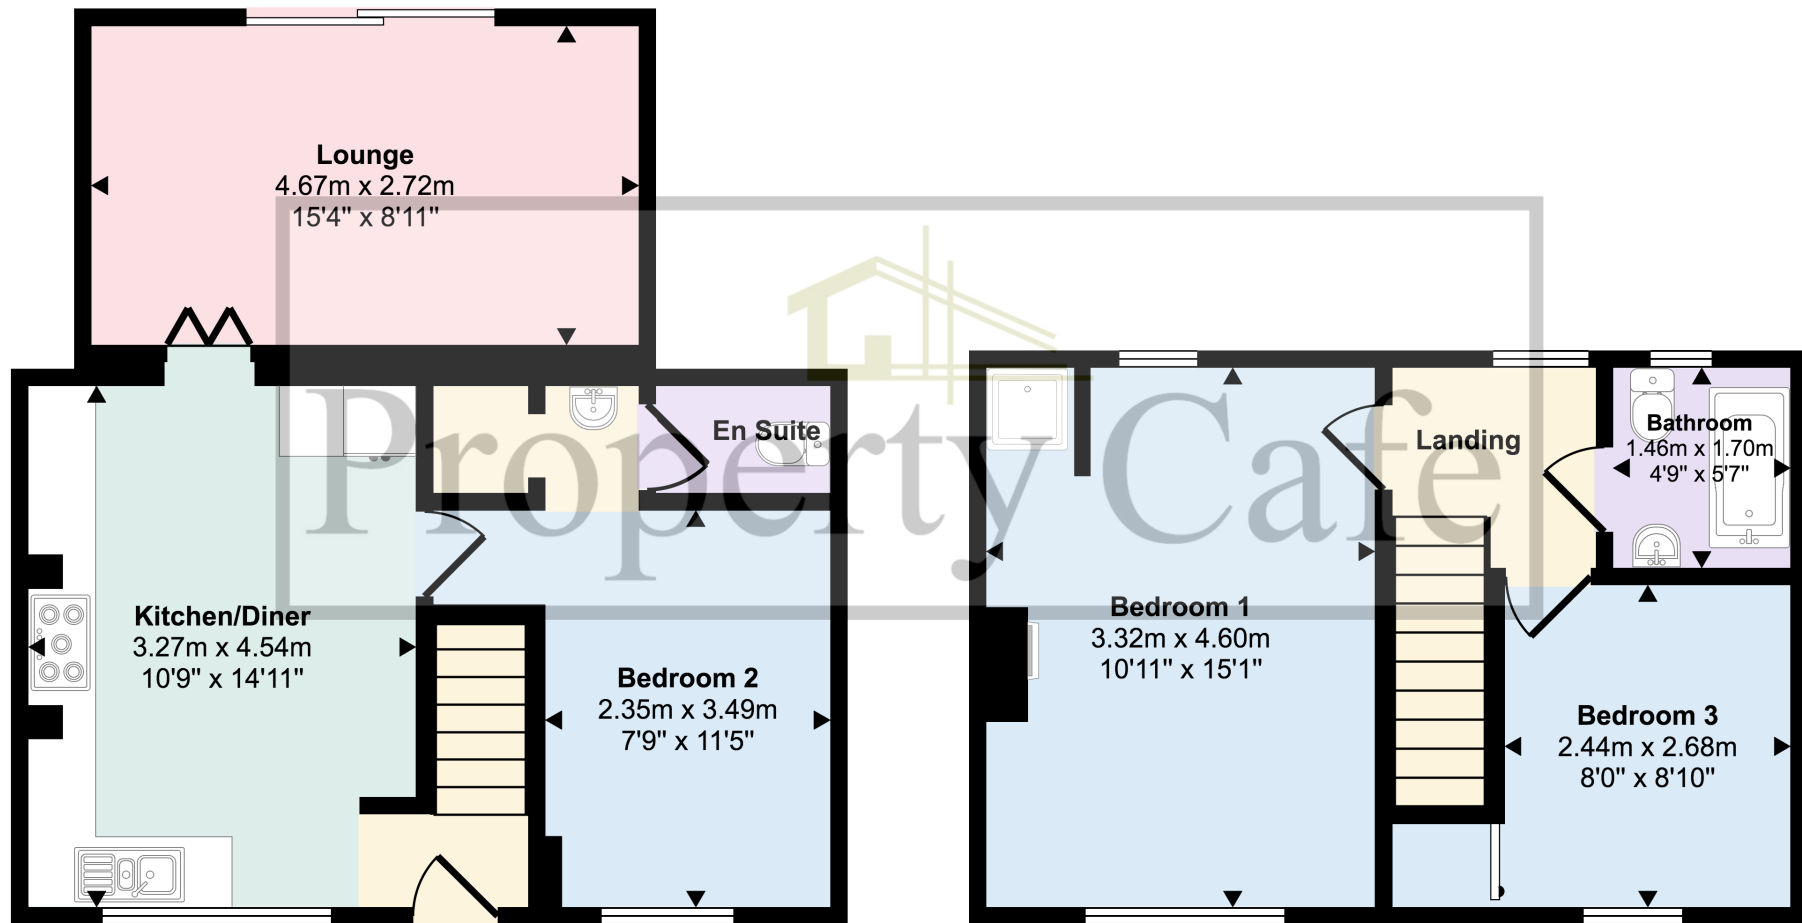 Lounge
4.67m x 2.72m
15'4" x 8'11"
Property Cafe
En Suite
Landing
Bathroom
1.46m x 1.70m
4'9" x 5'7"
Kitchen/Diner
3.27m x 4.54m
10'9" x 14'11"
Bedroom 2
2.35m x 3.49m
7'9" x 11'5"
Bedroom 1
3.32m x 4.60m
10'11" x 15'1"
Bedroom 3
2.44m x 2.68m
8'0" x 8'10"